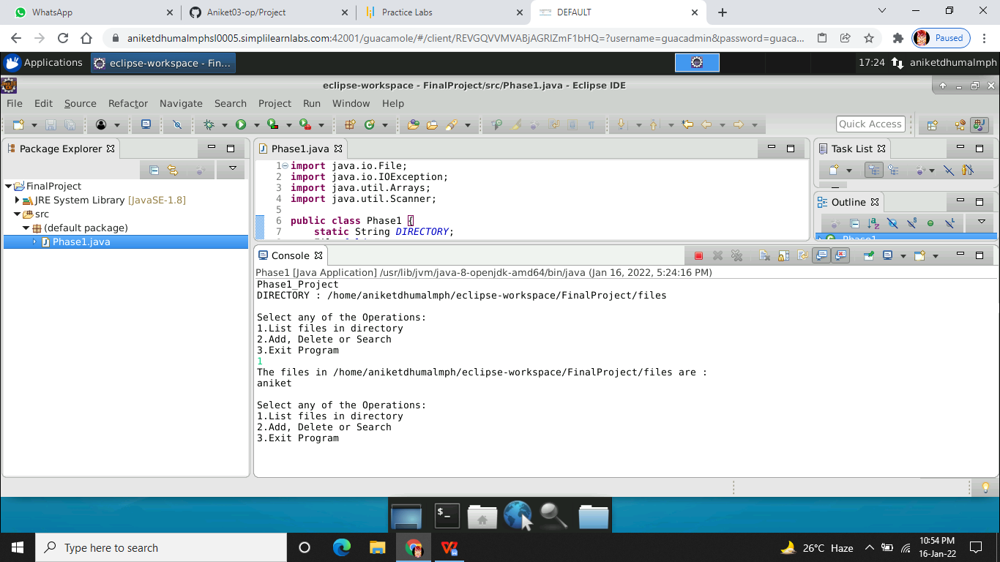 WhatsApp
Aniket03-op/Project
Practice Labs
DEFAULT
aniketdhumalmphsl0005.simplilearnlabs.com:42001/guacamole/#/client/REVGQVVMVABjAGRlZmF1bHQ=?username=guacadmin&password=guaca...
Paused
Applications
eclipse-workspace - Fin...
17:24
aniketdhumalmph
eclipse-workspace - FinalProject/src/Phase1.java - Eclipse IDE
File Edit Source Refactor Navigate Search Project Run Window Help
Quick Access
Package Explorer
FinalProject
JRE System Library [JavaSE-1.8]
src
(default package)
Phase1.java
Phase1.java
1 import java.io.File;
2 import java.io.IOException;
3 import java.util.Arrays;
4 import java.util.Scanner;
5
6 public class Phase1 {
7 static String DIRECTORY;
Task List
Outline
Phase1
Console
Phase1 [Java Application] /usr/lib/jvm/java-8-openjdk-amd64/bin/java (Jan 16, 2022, 5:24:16 PM)
Phase1_Project
DIRECTORY : /home/aniketdhumalmph/eclipse-workspace/FinalProject/files
Select any of the Operations:
1.List files in directory
2.Add, Delete or Search
3.Exit Program
1
The files in /home/aniketdhumalmph/eclipse-workspace/FinalProject/files are :
aniket
Select any of the Operations:
1.List files in directory
2.Add, Delete or Search
3.Exit Program
Type here to search
26°C Haze
10:54 PM
16-Jan-22